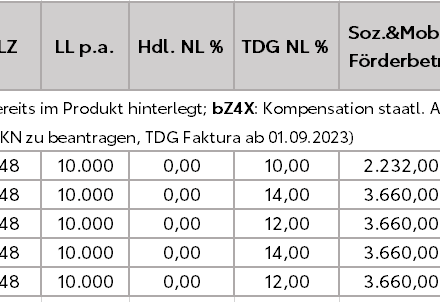 LZ LL p.a. Hdl. NL % TDG NL % Soz.&Mob
Förderbetr
ereits im Produkt hinterlegt; bZ4X: Kompensation staatl. A
KN zu beantragen, TDG Faktura ab 01.09.2023)
48 10.000 0,00 10,00 2.232,00
48 10.000 0,00 14,00 3.660,00
48 10.000 0,00 12,00 3.660,00
48 10.000 0,00 14,00 3.660,00
48 10.000 0,00 12,00 3.660,00